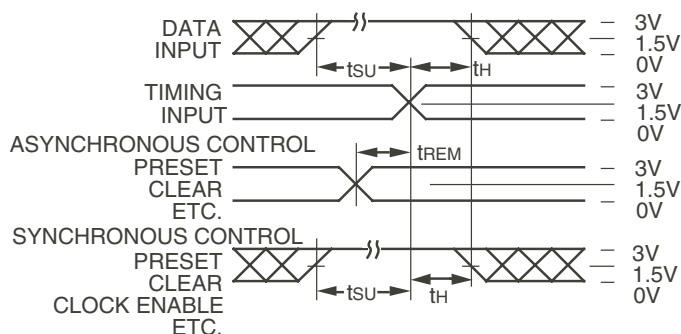 DATA
INPUT
3V
1.5V
0V
tSU
tH
TIMING
INPUT
3V
1.5V
0V
ASYNCHRONOUS CONTROL
PRESET
CLEAR
ETC.
tREM
3V
1.5V
0V
SYNCHRONOUS CONTROL
PRESET
CLEAR
CLOCK ENABLE
ETC.
tSU
tH
3V
1.5V
0V